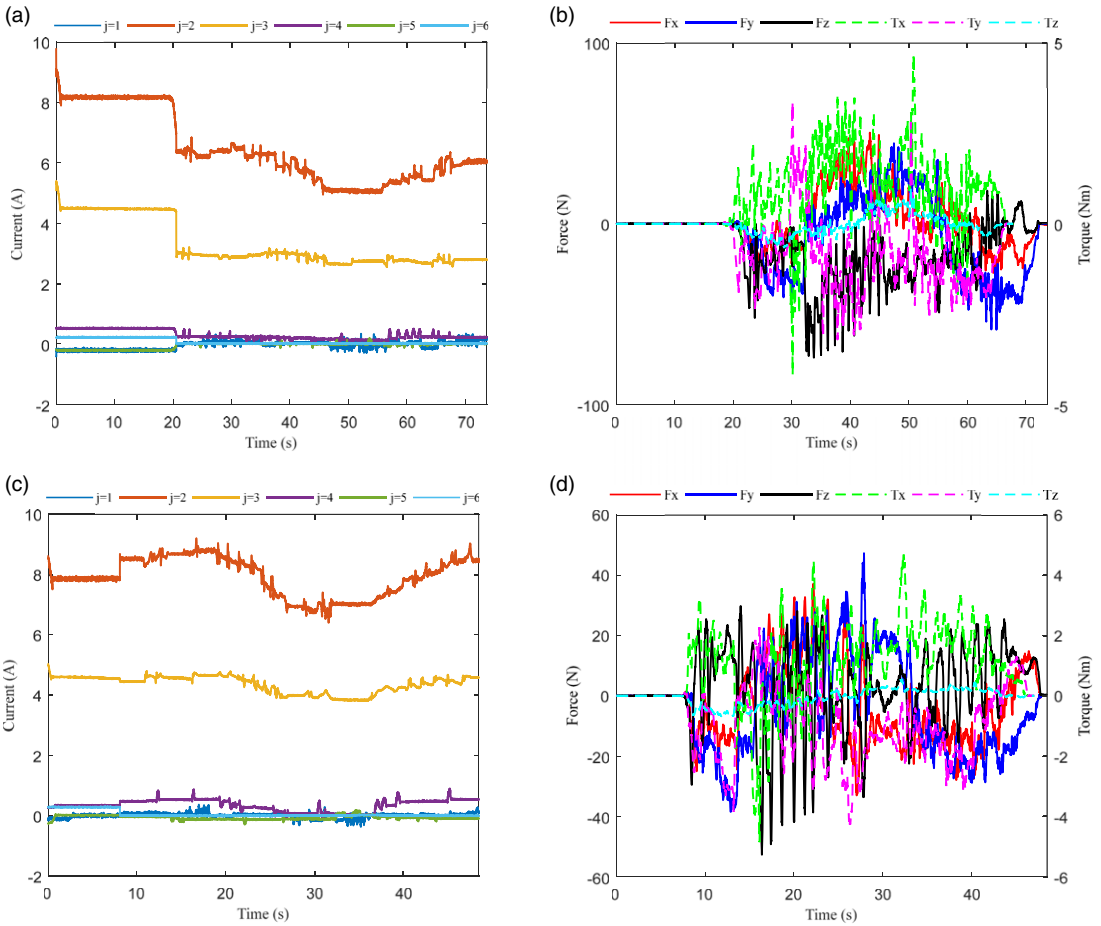 (a)
j=1 j=2 j=3 j=4 j=5 j=6
10
8
6
4
2
0
-2
Current (A)
0 10 20 30 40 50 60 70
Time (s)
(b)
Fx Fy Fz Tx Ty Tz
100
0
-100
Force (N)
5
0
-5
Torque (Nm)
0 10 20 30 40 50 60 70
Time (s)
(c)
j=1 j=2 j=3 j=4 j=5 j=6
10
8
6
4
2
0
-2
Current (A)
0 10 20 30 40
Time (s)
(d)
Fx Fy Fz Tx Ty Tz
60
40
20
0
-20
-40
-60
Force (N)
6
4
2
0
-2
-4
-6
Torque (Nm)
0 10 20 30 40
Time (s)